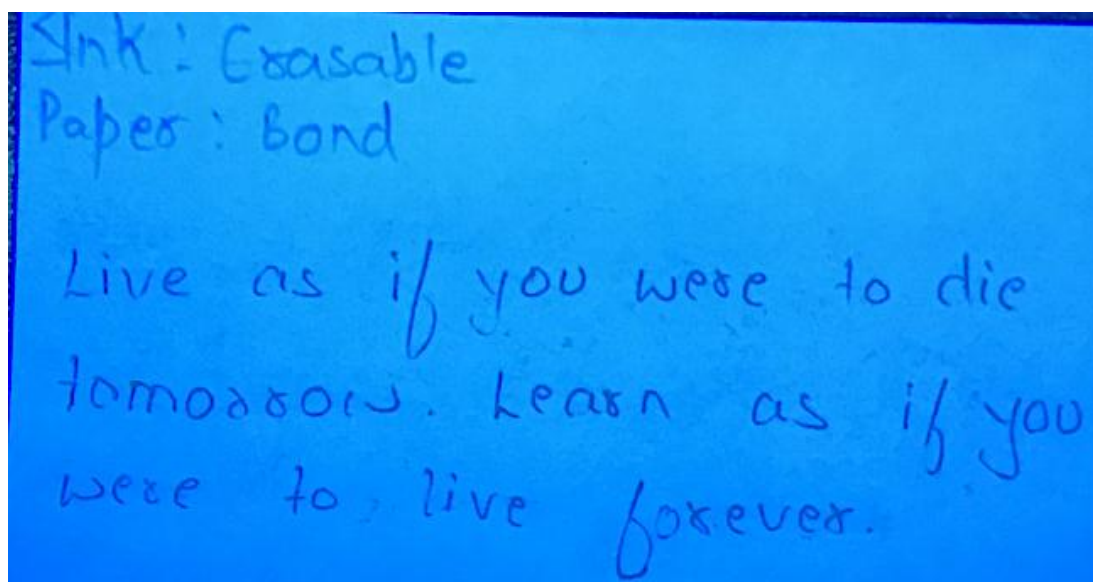 Ink: Erasable
Paper: Bond
Live as if you were to die
tomorrow. Learn as if you
were to live forever.